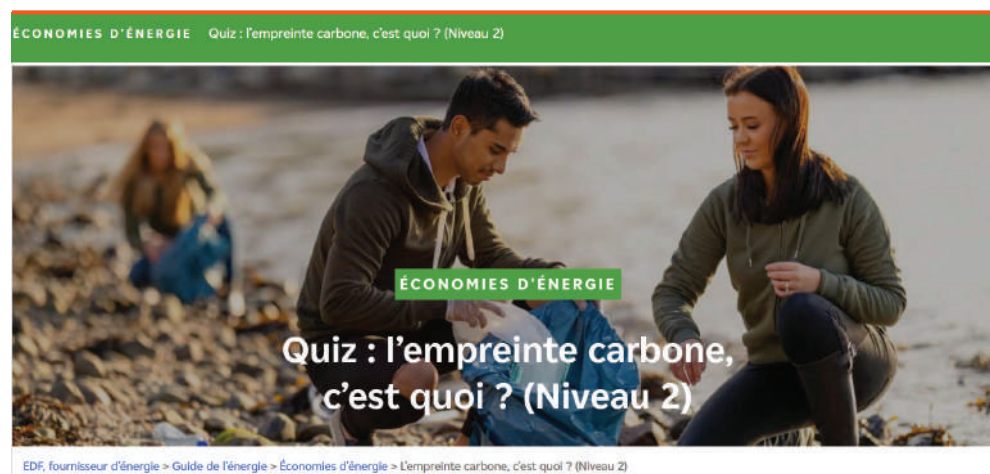 ÉCONOMIES D'ÉNERGIE Quiz : l'empreinte carbone, c'est quoi ? (Niveau 2)
ÉCONOMIES D'ÉNERGIE
Quiz : l'empreinte carbone,
c'est quoi ? (Niveau 2)
EDF, fournisseur d'énergie > Guide de l'énergie > Économies d'énergie > L'empreinte carbone, c'est quoi ? (Niveau 2)